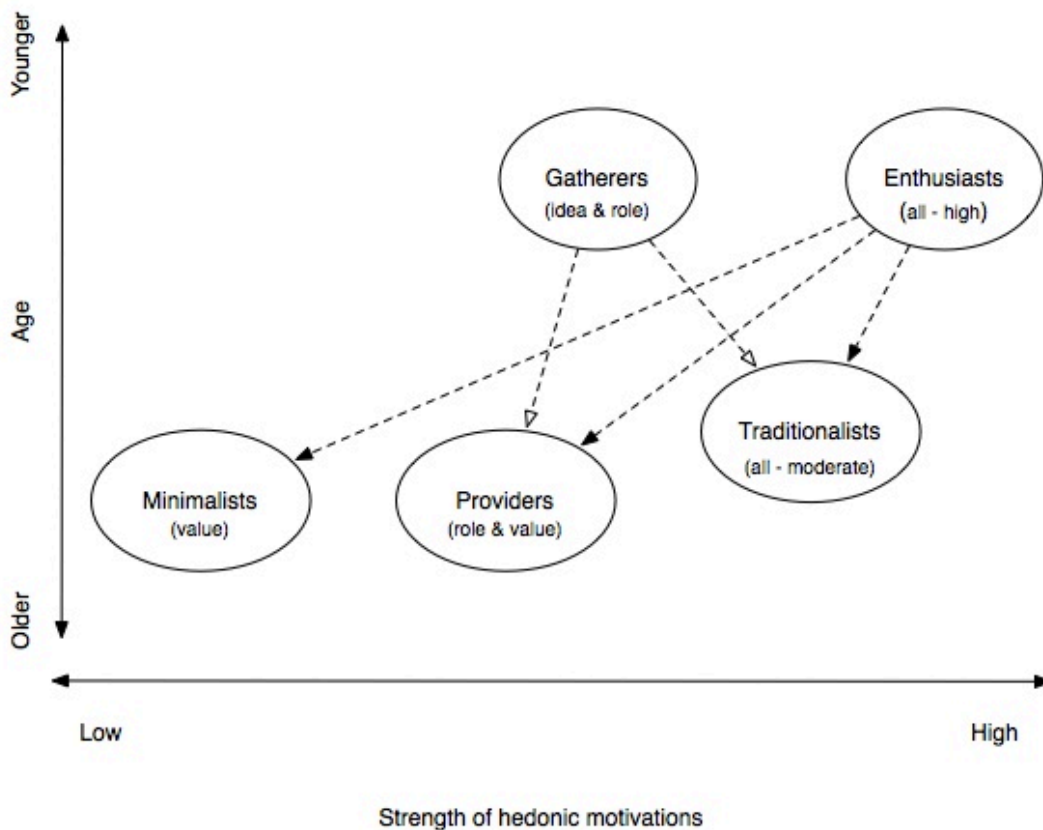 Younger
Gatherers
(idea & role)
Enthusiasts
(all - high)
Age
Traditionalists
(all - moderate)
Minimalists
(value)
Providers
(role & value)
Older
Low
High
Strength of hedonic motivations